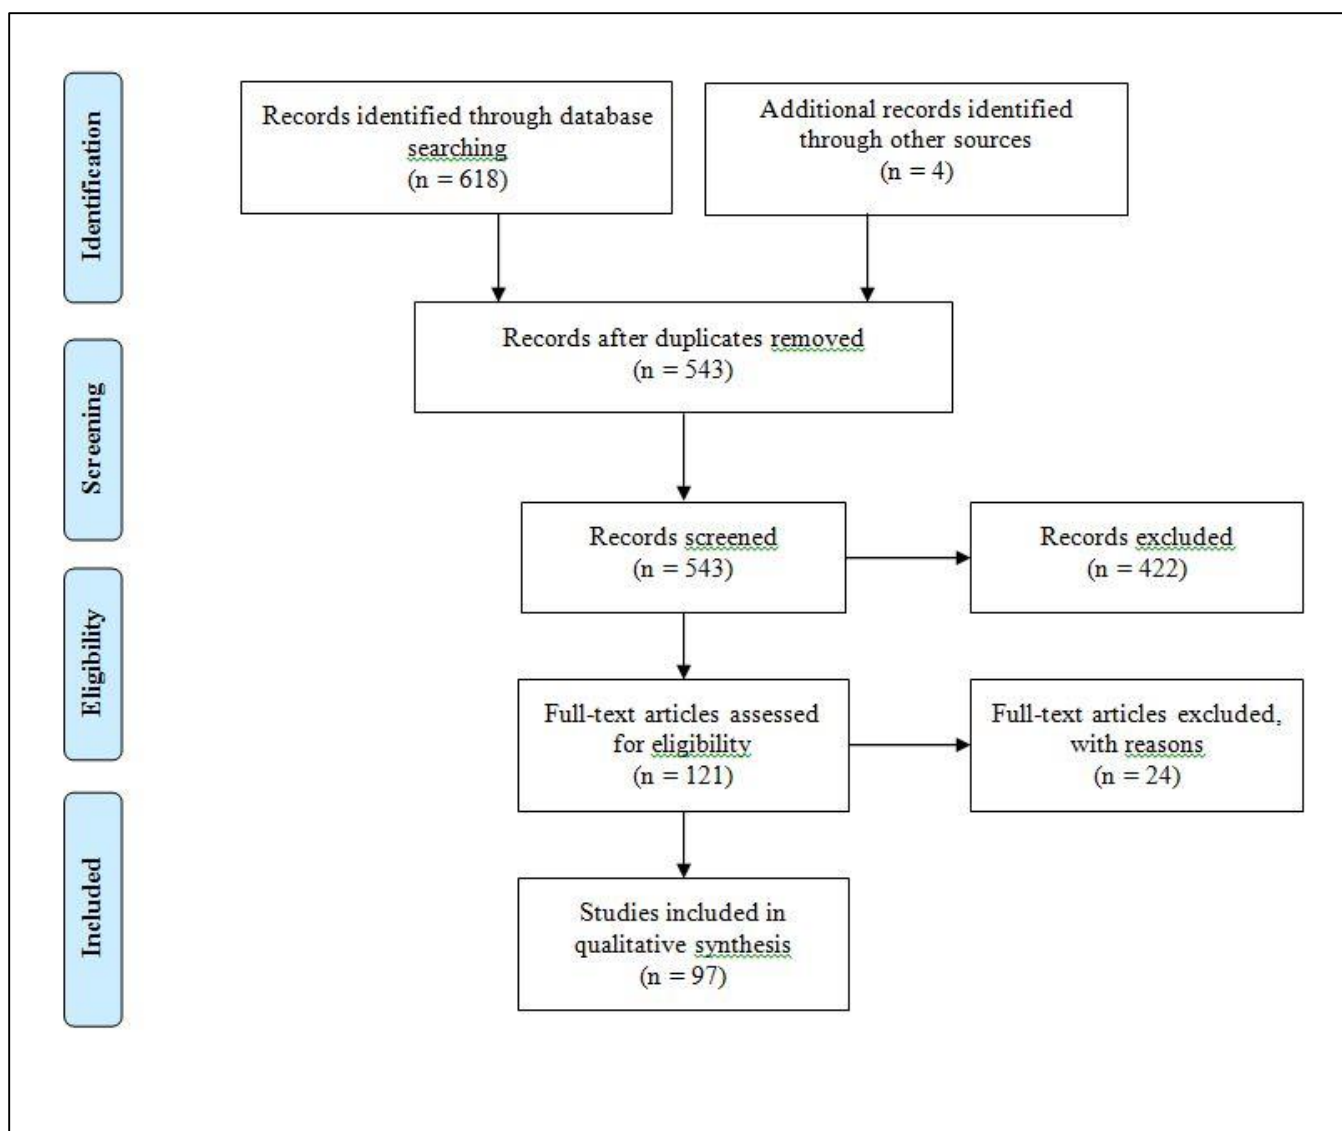 Identification
Records identified through database
searching
(n = 618)
Additional records identified
through other sources
(n = 4)
Screening
Records after duplicates removed
(n = 543)
Records screened
(n = 543)
Records excluded
(n = 422)
Eligibility
Full-text articles assessed
for eligibility
(n = 121)
Full-text articles excluded,
with reasons
(n = 24)
Included
Studies included in
qualitative synthesis
(n = 97)